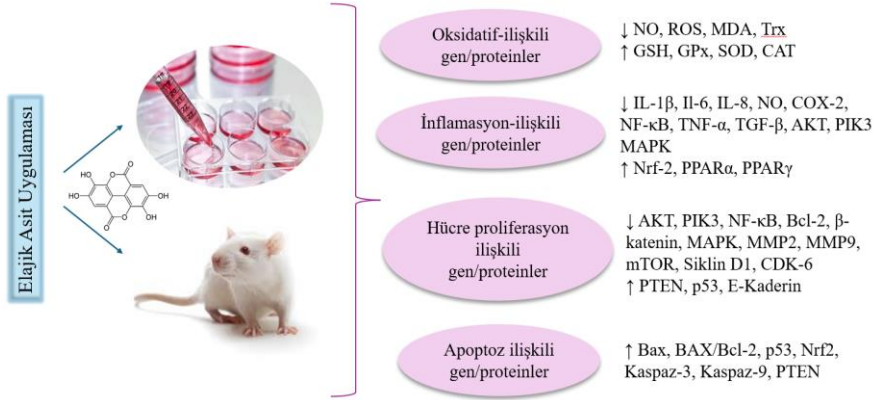 Elajik Asit Uygulaması
O
O
HO
HO
OH
OH
O
O
Oksidatif-ilişkili
gen/proteinler
↓ NO, ROS, MDA, Trx
↑ GSH, GPx, SOD, CAT
İnflamasyon-ilişkili
gen/proteinler
↓ IL-1β, Il-6, IL-8, NO, COX-2,
NF-κB, TNF-α, TGF-β, AKT, PIK3
MAPK
↑ Nrf-2, PPARα, PPARγ
Hücre proliferasyon
ilişkili
gen/proteinler
↓ AKT, PIK3, NF-κB, Bcl-2, β-
katenin, MAPK, MMP2, MMP9,
mTOR, Siklin D1, CDK-6
↑ PTEN, p53, E-Kaderin
Apoptoz ilişkili
gen/proteinler
↑ Bax, BAX/Bcl-2, p53, Nrf2,
Kaspaz-3, Kaspaz-9, PTEN